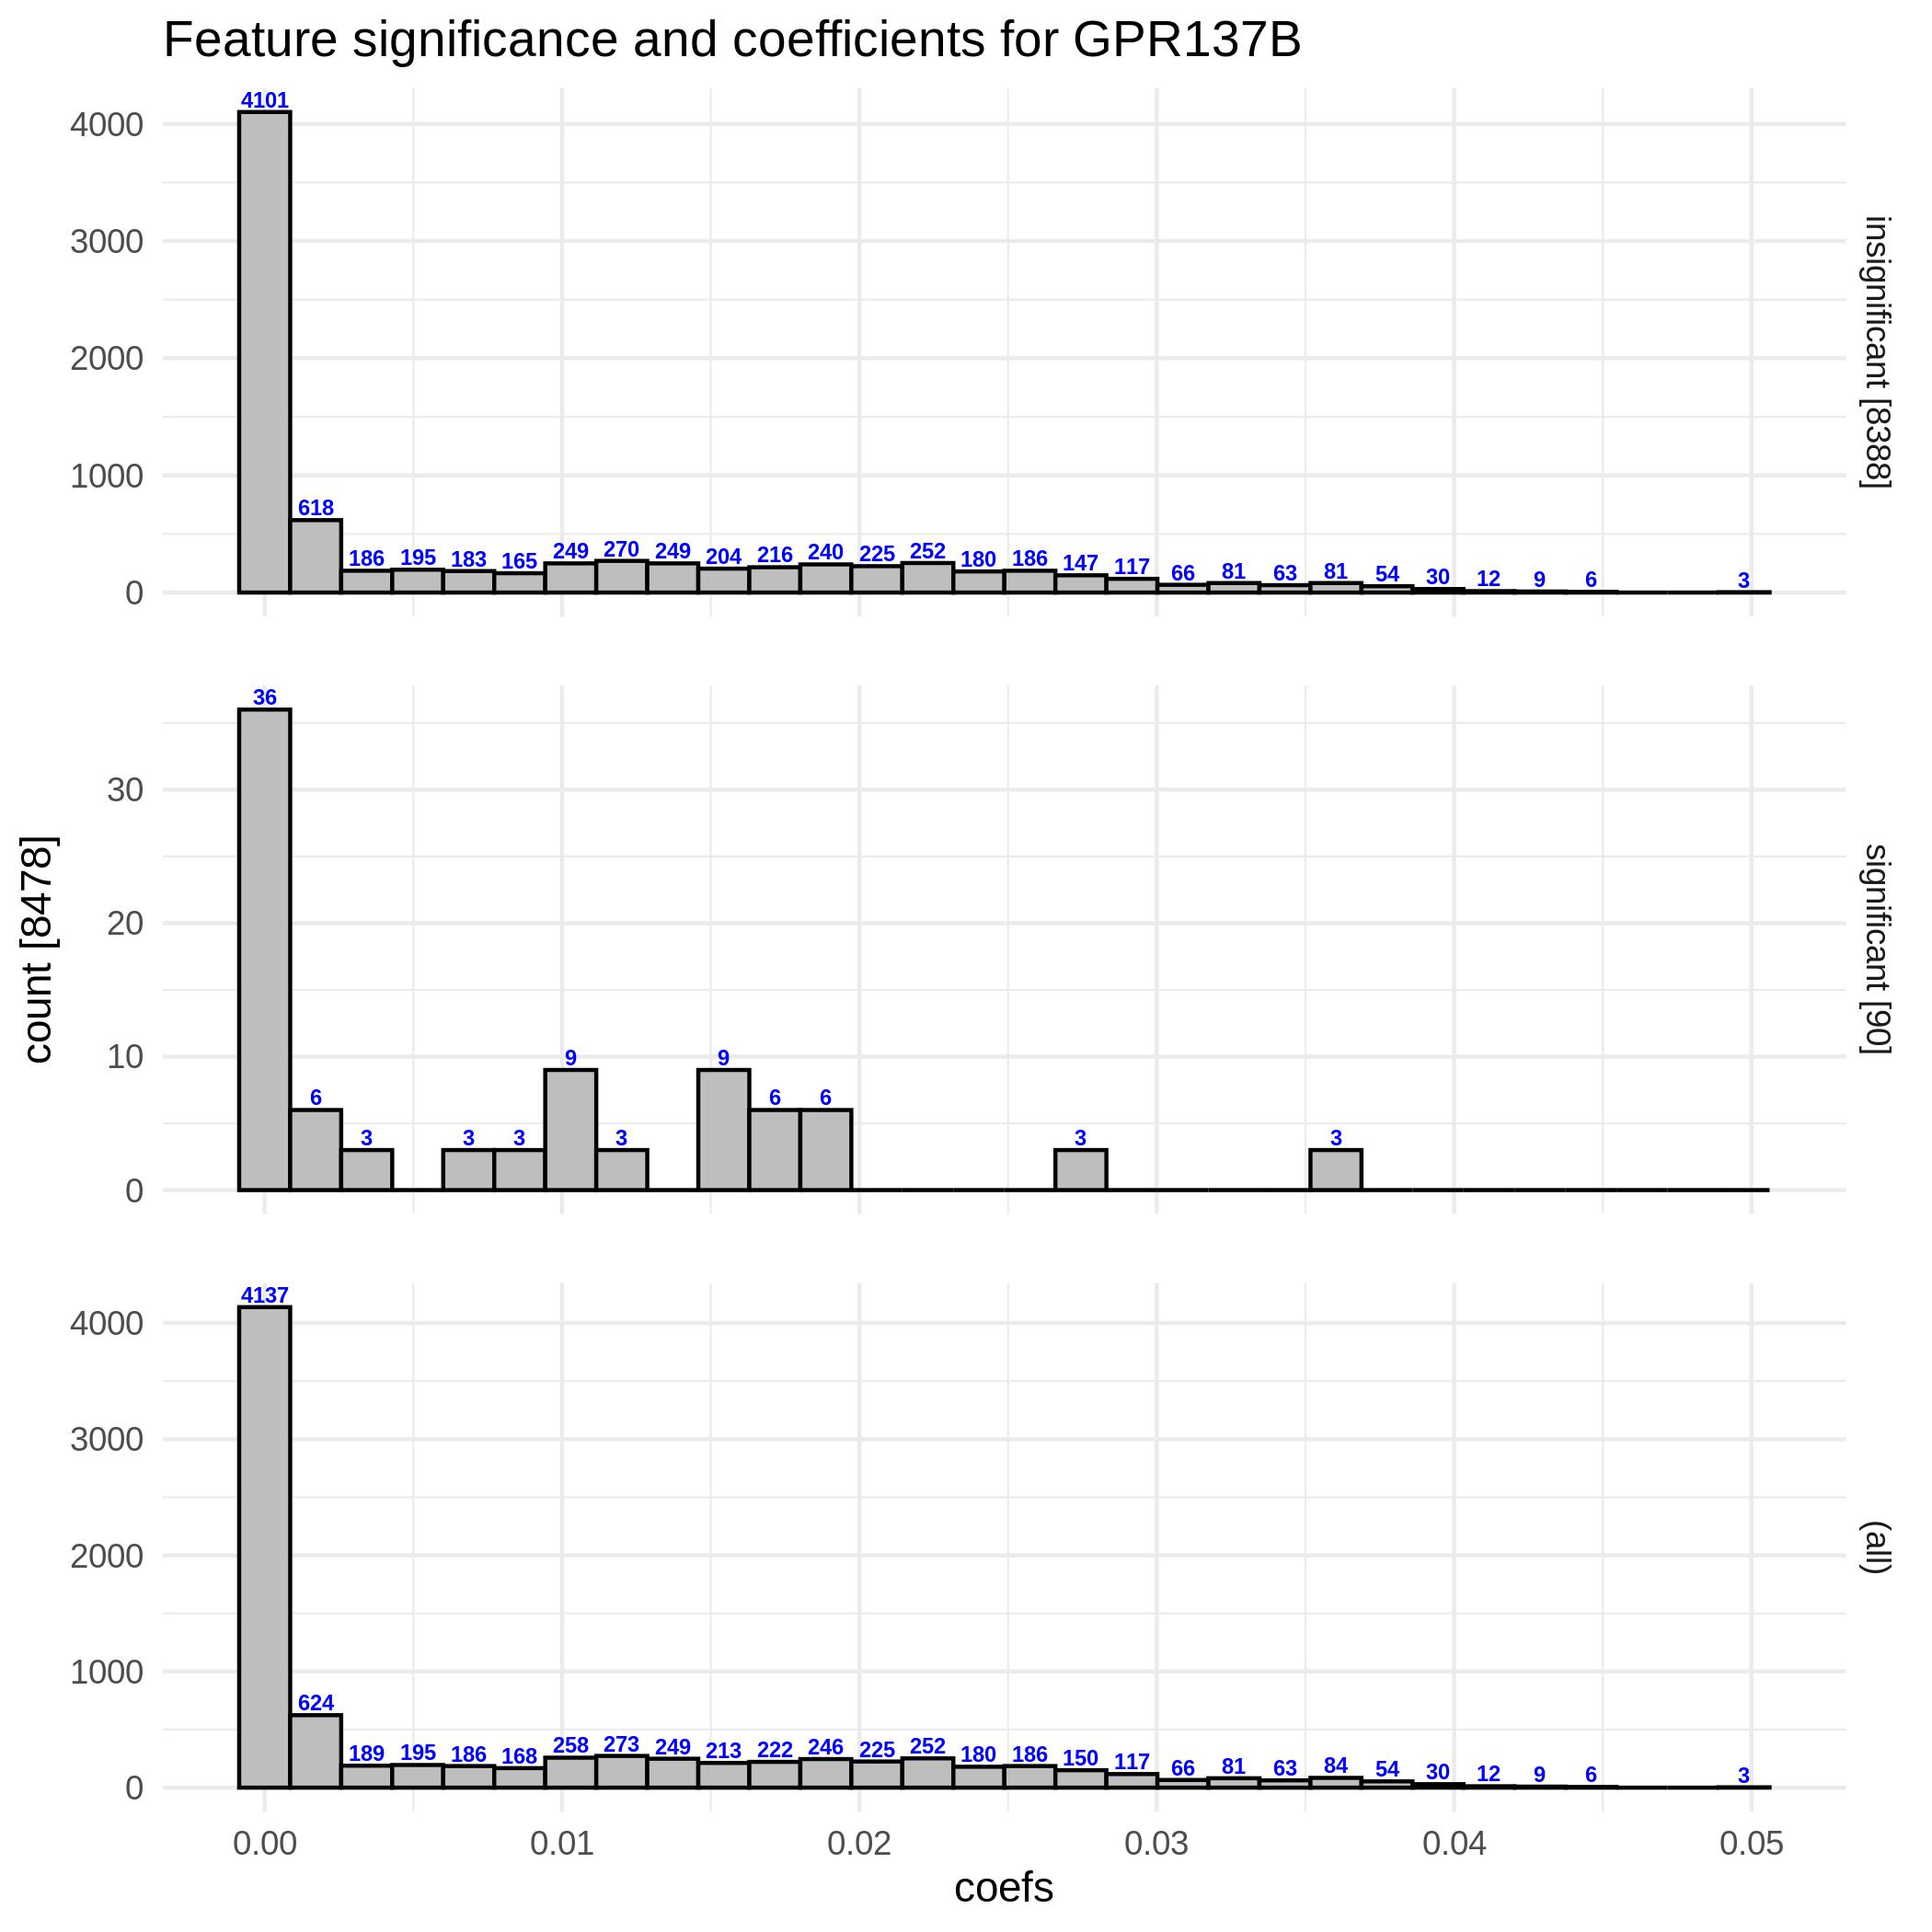 Feature significance and coefficients for GPR137B
4101
4000
3000
2000
1000
0
618
186 195 183 165 249 270 249 204 216 240 225 252 180 186 147 117 66 81 63 81 54 30 12 9 6 3
insignificant [8388]
36
30
20
10
0
6 3 3 3 9 3 9 6 6 3 3
significant [90]
count [8478]
4137
4000
3000
2000
1000
0
624
189 195 186 168 258 273 249 213 222 246 225 252 180 186 150 117 66 81 63 84 54 30 12 9 6 3
(all)
0.00 0.01 0.02 0.03 0.04 0.05
coefs